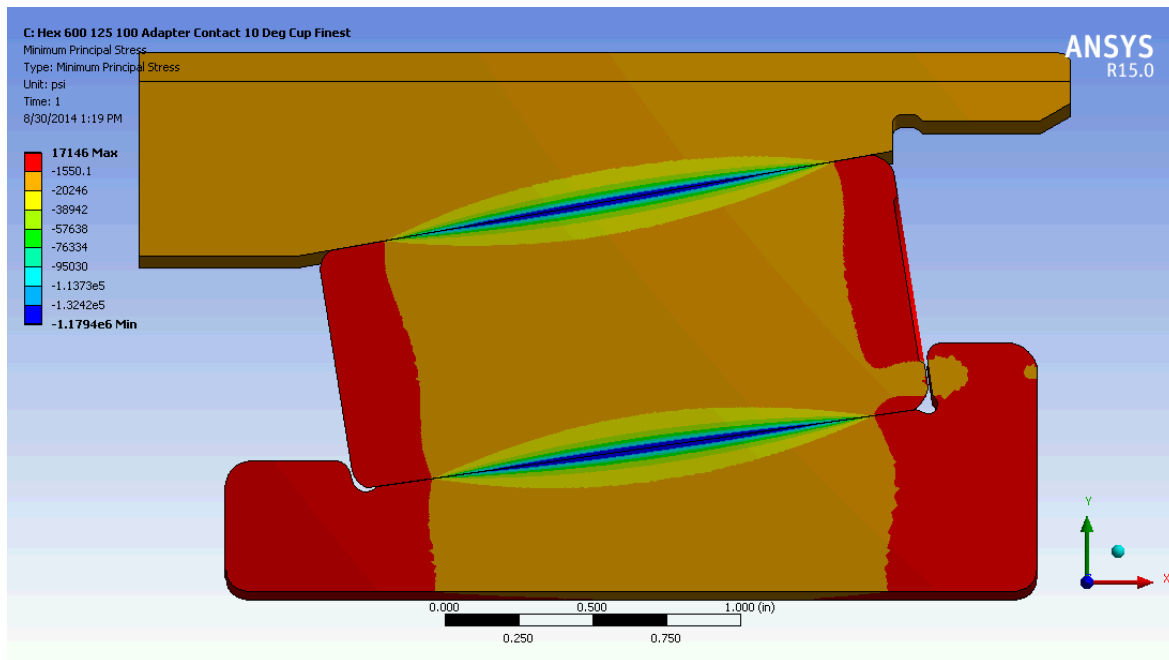 C: Hex 600 125 100 Adapter Contact 10 Deg Cup Finest
Minimum Principal Stress
Type: Minimum Principal Stress
Unit: psi
Time: 1
8/30/2014 1:19 PM
ANSYS
R15.0
17146 Max
-1550.1
-20246
-38942
-57638
-76334
-95030
-1.1373e5
-1.3242e5
-1.1794e6 Min
Y
X
0.000 0.500 1.000 (in)
0.250 0.750